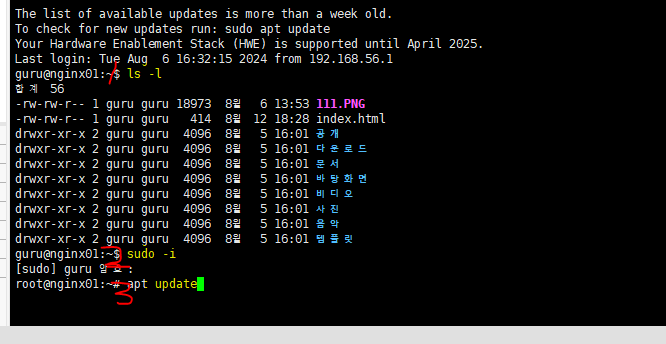 The list of available updates is more than a week old.
To check for new updates run: sudo apt update
Your Hardware Enablement Stack (HWE) is supported until April 2025.
Last login: Tue Aug  6 16:32:15 2024 from 192.168.56.1
guru@nginx01:~$ ls -l
합계 56
-rw-rw-r-- 1 guru guru 18973  8월   6 13:53 111.PNG
-rw-rw-r-- 1 guru guru   414  8월  12 18:28 index.html
drwxr-xr-x 2 guru guru  4096  8월   5 16:01 공개
drwxr-xr-x 2 guru guru  4096  8월   5 16:01 다운로드
drwxr-xr-x 2 guru guru  4096  8월   5 16:01 문서
drwxr-xr-x 2 guru guru  4096  8월   5 16:01 바탕화면
drwxr-xr-x 2 guru guru  4096  8월   5 16:01 비디오
drwxr-xr-x 2 guru guru  4096  8월   5 16:01 사진
drwxr-xr-x 2 guru guru  4096  8월   5 16:01 음악
drwxr-xr-x 2 guru guru  4096  8월   5 16:01 템플릿
guru@nginx01:~$ sudo -i
[sudo] guru 암호:
root@nginx01:~# apt update
1
2
3